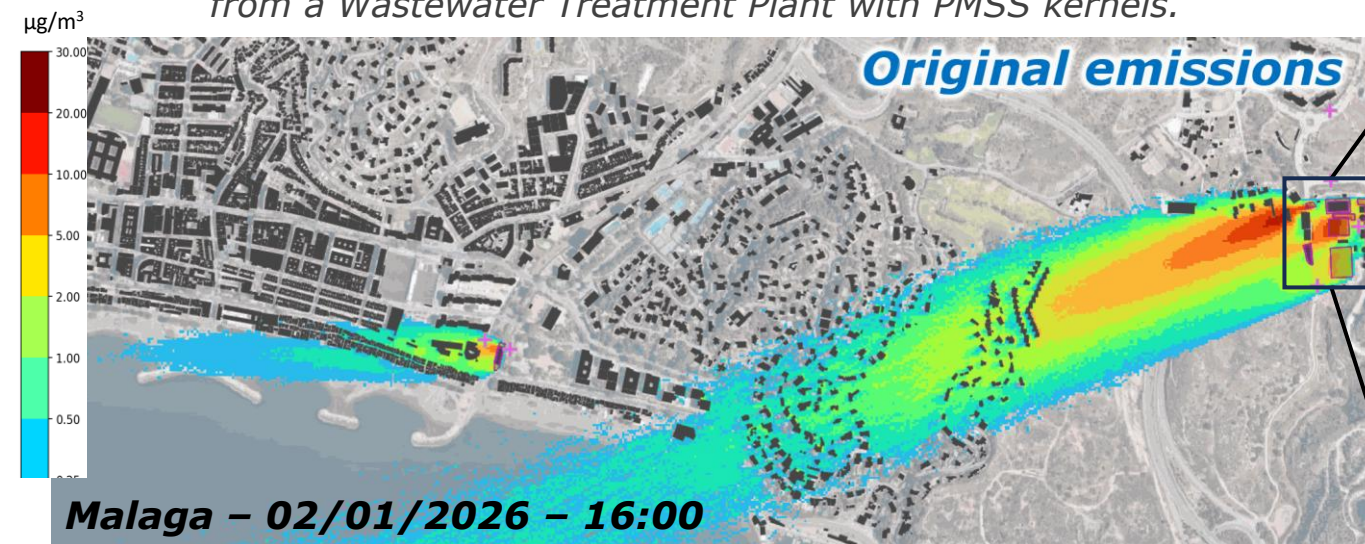 from a Wastewater Treatment Plant with PMSS kernels.
µg/m³
Original emissions
30.00
20.00
10.00
5.00
2.00
1.00
0.50
Malaga – 02/01/2026 – 16:00